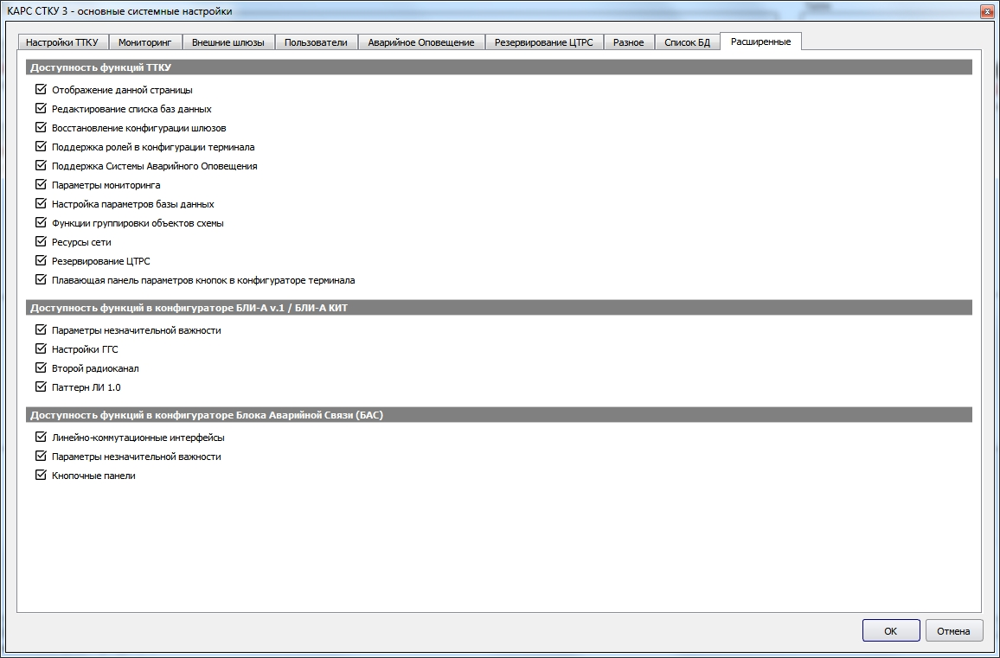 КАРС СТКУ 3 - основные системные настройки
Настройки ТТКУ Мониторинг Внешние шлюзы Пользователи Аварийное Оповещение Резервирование ЦТРС Разное Список БД Расширенные
Доступность функций ТТКУ
Отображение данной страницы
Редактирование списка баз данных
Восстановление конфигурации шлюзов
Поддержка ролей в конфигурации терминала
Поддержка Системы Аварийного Оповещения
Параметры мониторинга
Настройка параметров базы данных
Функции группировки объектов схемы
Ресурсы сети
Резервирование ЦТРС
Плавающая панель параметров кнопок в конфигураторе терминала
Доступность функций в конфигураторе БЛИ-А v.1 / БЛИ-А КИТ
Параметры незначительной важности
Настройки ГГС
Второй радиоканал
Паттерн ЛИ 1.0
Доступность функций в конфигураторе Блока Аварийной Связи (БАС)
Линейно-коммутационные интерфейсы
Параметры незначительной важности
Кнопочные панели
ОК Отмена